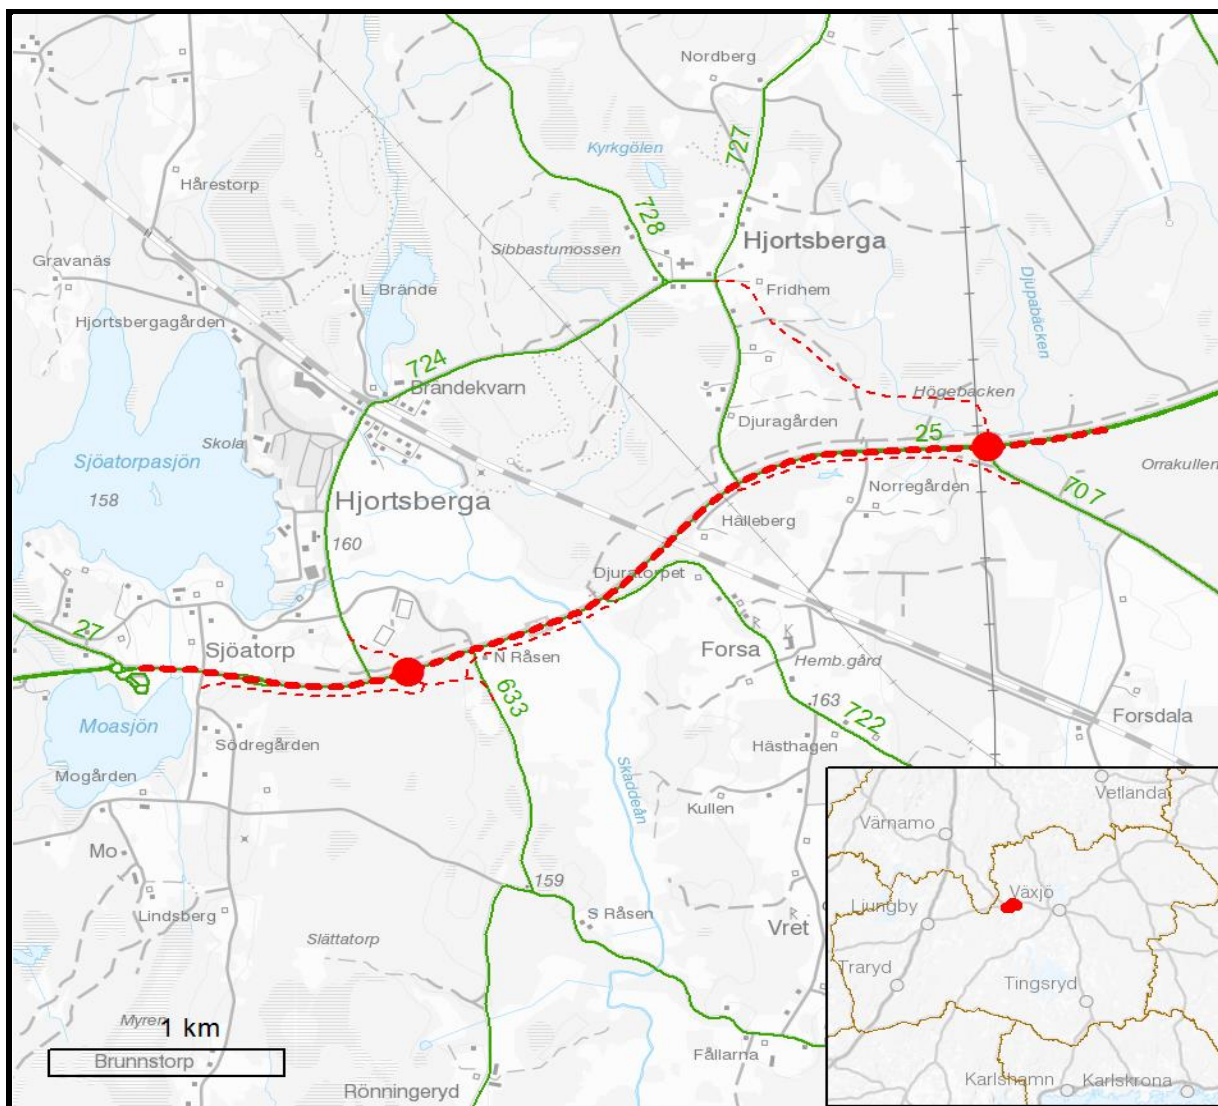 Nordberg
Kyrkgölen
727
Hårestorp
728
Sibbastumossen
Hjortsberga
Gravanäs
L. Brände
Fridhem
Djupabäcken
Hjortsbergagården
724
Brändekvarn
Högebacken
Djuragården
25
Skola
Sjöatorpasjön
Orrakullen
158
Hjortsberga
Norregården
707
Hälleberg
160
Djuratorpet
27
Sjöatorp
N Råsen
Forsa
Hemb.gård
633
163
722
Forsdala
Moasjön
Södregården
Hästhagen
Mogården
Skaddeån
Kullen
Mo
159
Lindsberg
S Råsen
Slättatorp
Vret
Myren
1 km
Brunnstorp
Fållarna
Rönningeryd
Vetlanda
Värnamo
Växjö
Ljungby
Traryd
Tingsryd
Karlshamn
Karlskrona